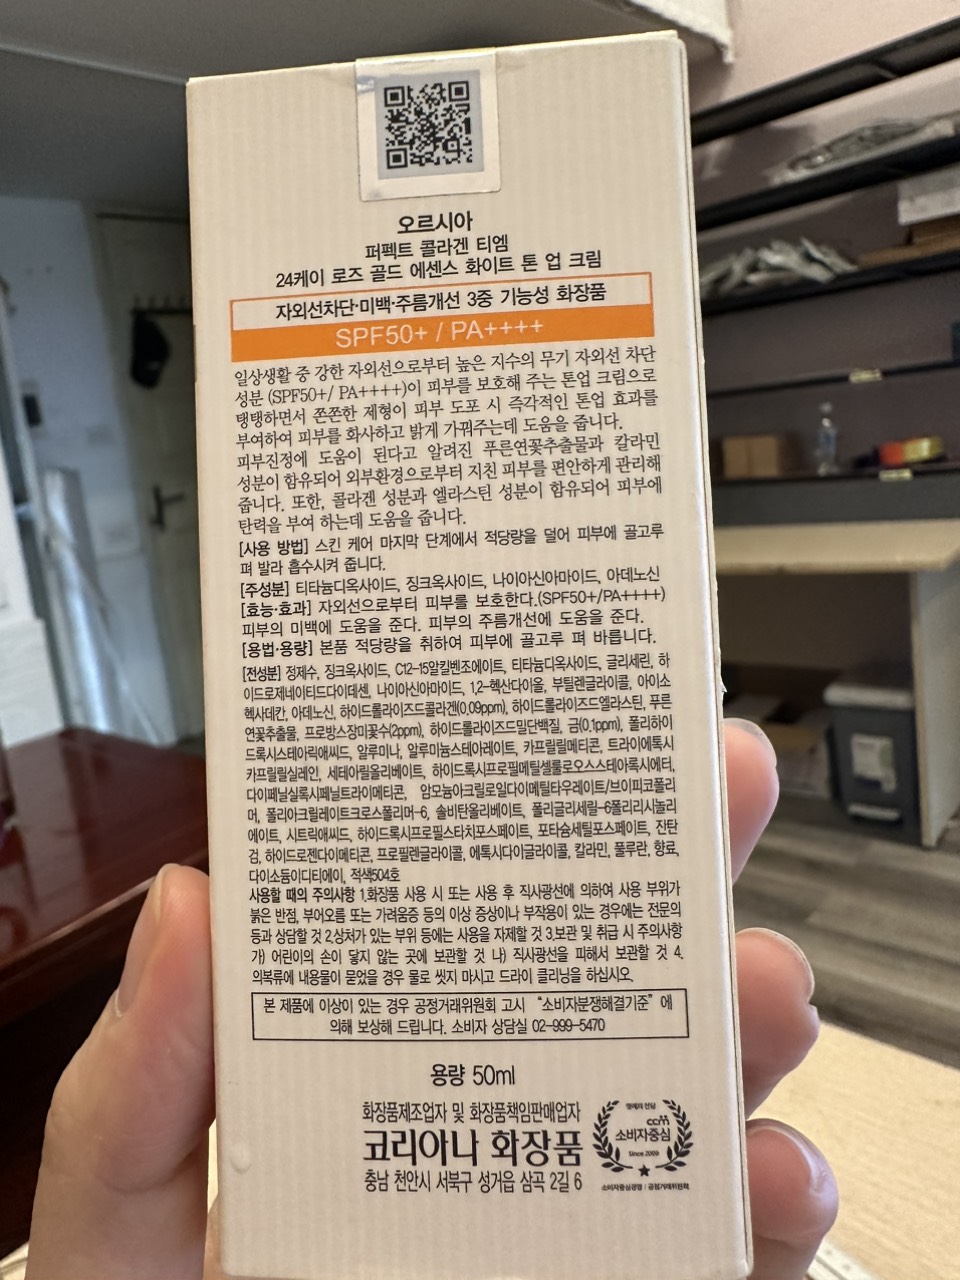 오르시아
퍼펙트 콜라겐 티엠
24케이 로즈 골드 에센스 화이트 톤 업 크림
자외선차단·미백·주름개선 3중 기능성 화장품
SPF50+ / PA++++
일상생활 중 강한 자외선으로부터 높은 지수의 무기 자외선 차단
성분 (SPF50+/ PA++++)이 피부를 보호해 주는 톤업 크림으로
탱탱하면서 쫀쫀한 제형이 피부 도포 시 즉각적인 톤업 효과를
부여하여 피부를 화사하고 밝게 가꿔주는데 도움을 줍니다.
피부진정에 도움이 된다고 알려진 푸른연꽃추출물과 칼라민
성분이 함유되어 외부환경으로부터 지친 피부를 편안하게 관리해
줍니다. 또한, 콜라겐 성분과 엘라스틴 성분이 함유되어 피부에
탄력을 부여 하는데 도움을 줍니다.
[사용 방법] 스킨 케어 마지막 단계에서 적당량을 덜어 피부에 골고루
펴 발라 흡수시켜 줍니다.
[주성분] 티타늄디옥사이드, 징크옥사이드, 나이아신아마이드, 아데노신
[효능·효과] 자외선으로부터 피부를 보호한다.(SPF50+/PA++++)
피부의 미백에 도움을 준다. 피부의 주름개선에 도움을 준다.
[용법·용량] 본품 적당량을 취하여 피부에 골고루 펴 바릅니다.
[전성분] 정제수, 징크옥사이드, C12-15알킬벤조에이트, 티타늄디옥사이드, 글리세린, 하
이드로제네이티드다이데센, 나이아신아마이드, 1,2-헥산다이올, 부틸렌글라이콜, 아이소
헥사데칸, 아데노신, 하이드롤라이즈드콜라겐(0.09ppm), 하이드롤라이즈드엘라스틴, 푸른
연꽃추출물, 프로방스장미꽃수(2ppm), 하이드롤라이즈드밀단백질, 금(0.1ppm), 폴리하이
드록시스테아릭애씨드, 알루미나, 알루미늄스테아레이트, 카프릴릴메티콘, 트라이에톡시
카프릴릴실레인, 세테아릴올리베이트, 하이드록시프로필메틸셀룰로오스스테아록시에터,
다이페닐실록시페닐트라이메티콘, 암모늄아크릴로일다이메틸타우레이트/브이피코폴리
머, 폴리아크릴레이트크로스폴리머-6, 솔비탄올리베이트, 폴리글리세릴-6폴리리시놀리
에이트, 시트릭애씨드, 하이드록시프로필스타치포스페이트, 포타슘세틸포스페이트, 잔탄
검, 하이드로젠다이메티콘, 프로필렌글라이콜, 에톡시다이글라이콜, 칼라민, 풀루란, 향료,
다이소듐이디티에이, 적색504호
사용할 때의 주의사항 1.화장품 사용 시 또는 사용 후 직사광선에 의하여 사용 부위가
붉은 반점, 부어오름 또는 가려움증 등의 이상 증상이나 부작용이 있는 경우에는 전문의
등과 상담할 것 2.상처가 있는 부위 등에는 사용을 자제할 것 3.보관 및 취급 시 주의사항
가) 어린이의 손이 닿지 않는 곳에 보관할 것 나) 직사광선을 피해서 보관할 것 4.
의복류에 내용물이 묻었을 경우 물로 씻지 마시고 드라이 클리닝을 하십시오.
본 제품에 이상이 있는 경우 공정거래위원회 고시 “소비자분쟁해결기준” 에
의해 보상해 드립니다. 소비자 상담실 02-999-5470
용량 50ml
화장품제조업자 및 화장품책임판매업자
코리아나 화장품
충남 천안시 서북구 성거읍 삼곡 2길 6
명예의 전당
ccm
소비자중심
Since 2009
소비자중심경영 / 공정거래위원회